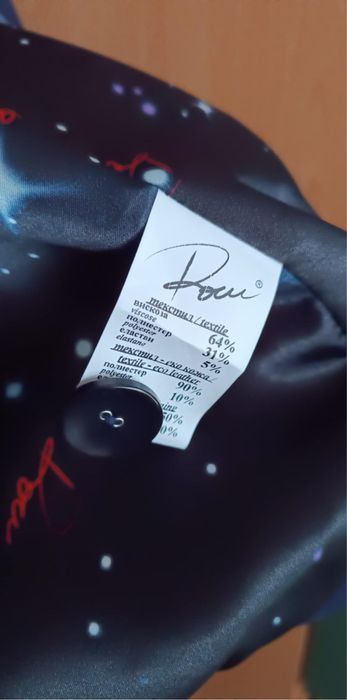 Роси®
текстил / textile
вискоза 64%
viscose
полиестер 31%
polyester
еластан 5%
elastane
текстил - еко кожа /
textile - eco leather
полиестер 90%
polyester
10%